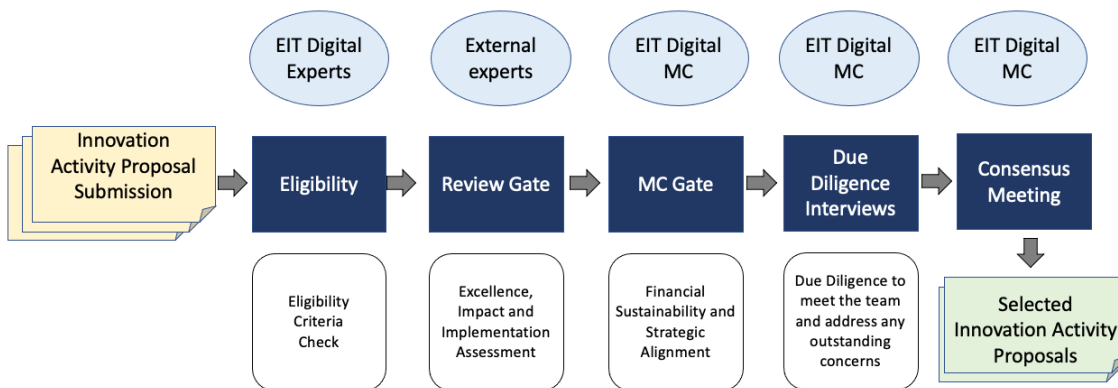 EIT Digital
Experts
External
experts
EIT Digital
MC
EIT Digital
MC
EIT Digital
MC
Innovation
Activity Proposal
Submission
Eligibility
Review Gate
MC Gate
Due
Diligence
Interviews
Consensus
Meeting
Eligibility
Criteria
Check
Excellence,
Impact and
Implementation
Assessment
Financial
Sustainability and
Strategic
Alignment
Due Diligence to
meet the team
and address any
outstanding
concerns
Selected
Innovation Activity
Proposals